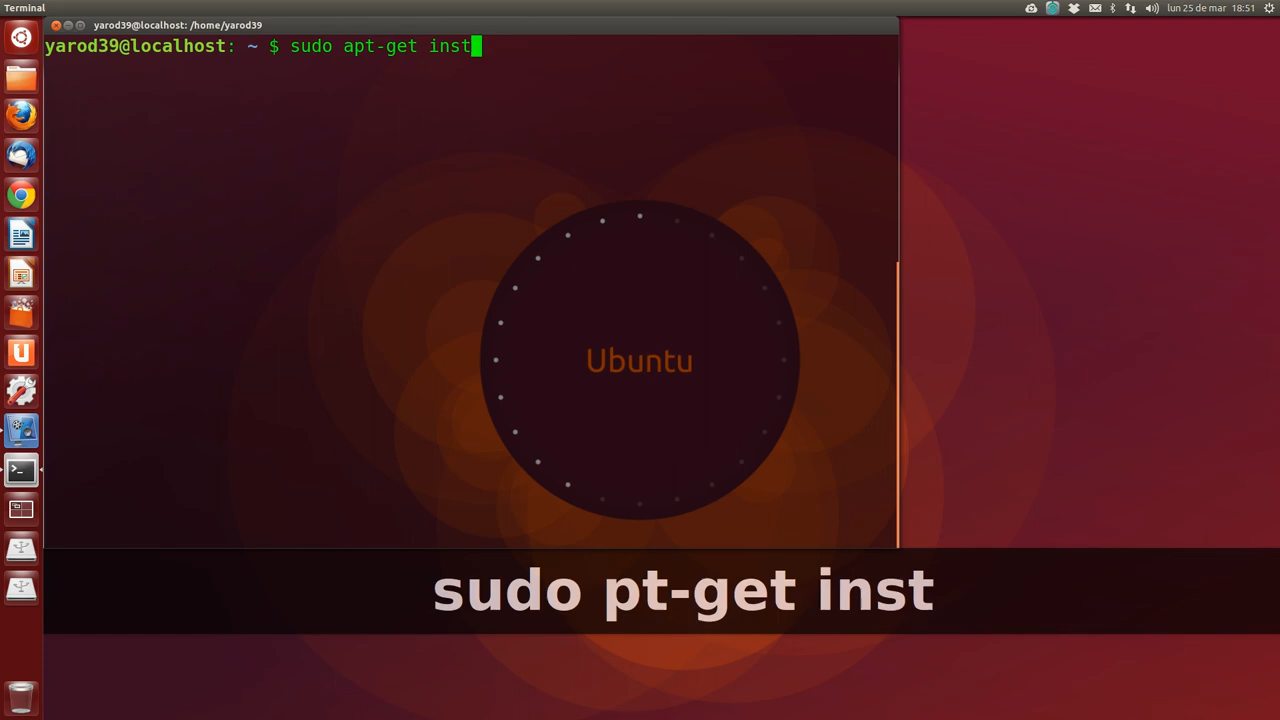 Terminal
lun 25 de mar 18:51
yarod39@localhost: /home/yarod39
yarod39@localhost: ~ $ sudo apt-get inst
Ubuntu
sudo pt-get inst